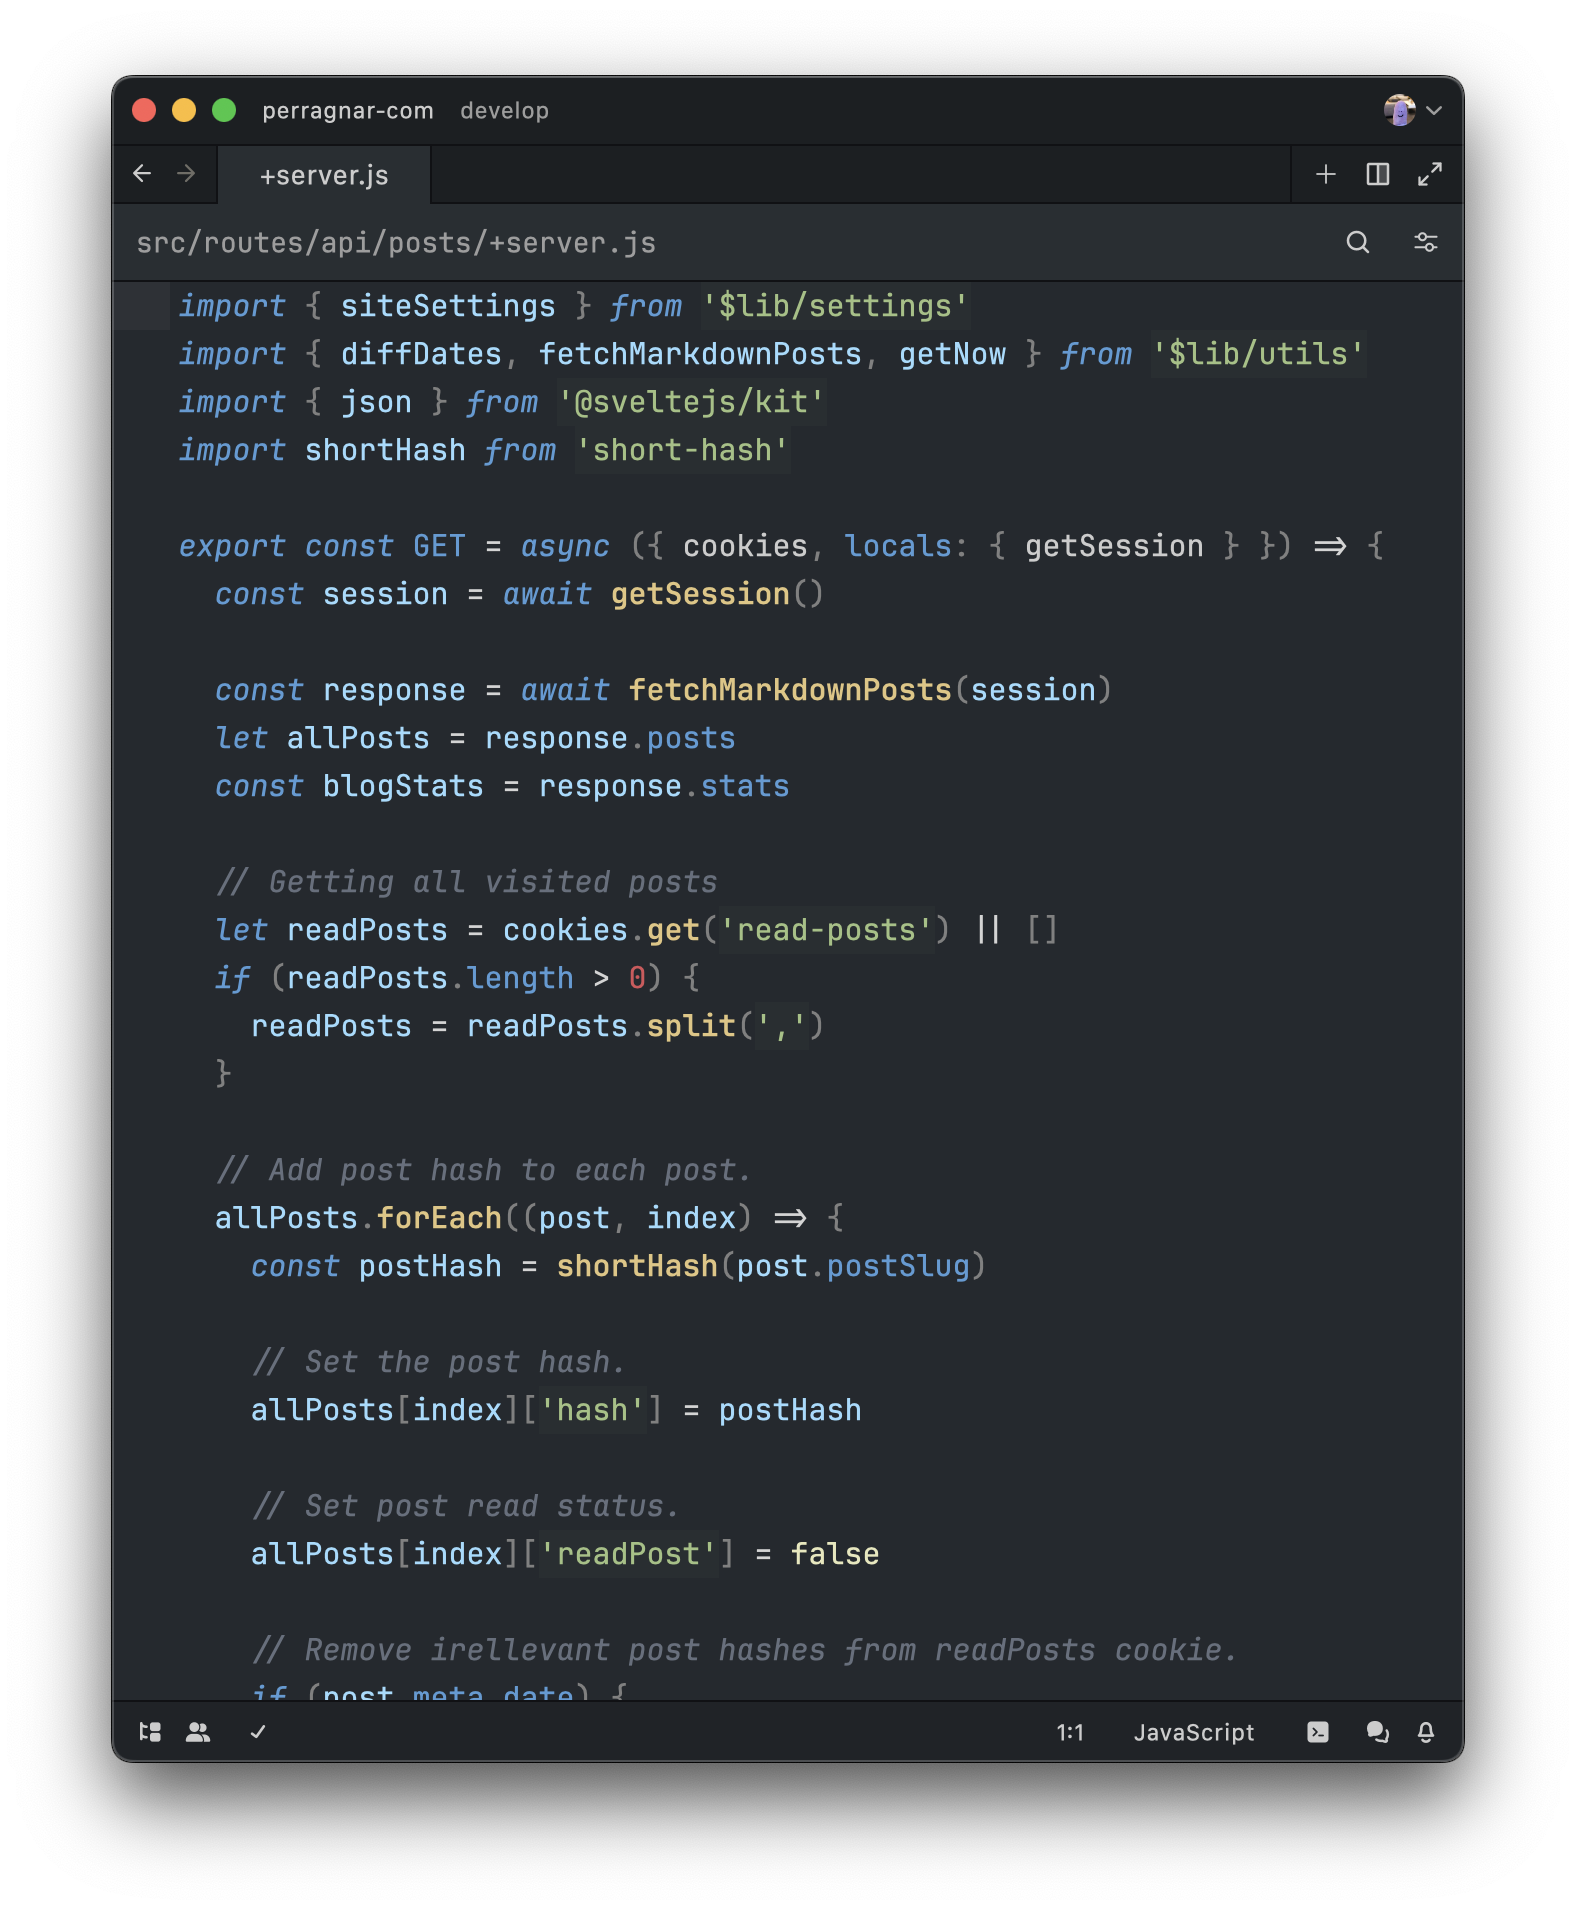 perragnar-com develop
+server.js
src/routes/api/posts/+server.js
import { siteSettings } from '$lib/settings'
import { diffDates, fetchMarkdownPosts, getNow } from '$lib/utils'
import { json } from '@sveltejs/kit'
import shortHash from 'short-hash'
export const GET = async ({ cookies, locals: { getSession } }) => {
  const session = await getSession()
  const response = await fetchMarkdownPosts(session)
  let allPosts = response.posts
  const blogStats = response.stats
  // Getting all visited posts
  let readPosts = cookies.get('read-posts') || []
  if (readPosts.length > 0) {
    readPosts = readPosts.split(',')
  }
  // Add post hash to each post.
  allPosts.forEach((post, index) => {
    const postHash = shortHash(post.postSlug)
    // Set the post hash.
    allPosts[index]['hash'] = postHash
    // Set post read status.
    allPosts[index]['readPost'] = false
    // Remove irellevant post hashes from readPosts cookie.
    if (post.meta.date) {
1:1 JavaScript